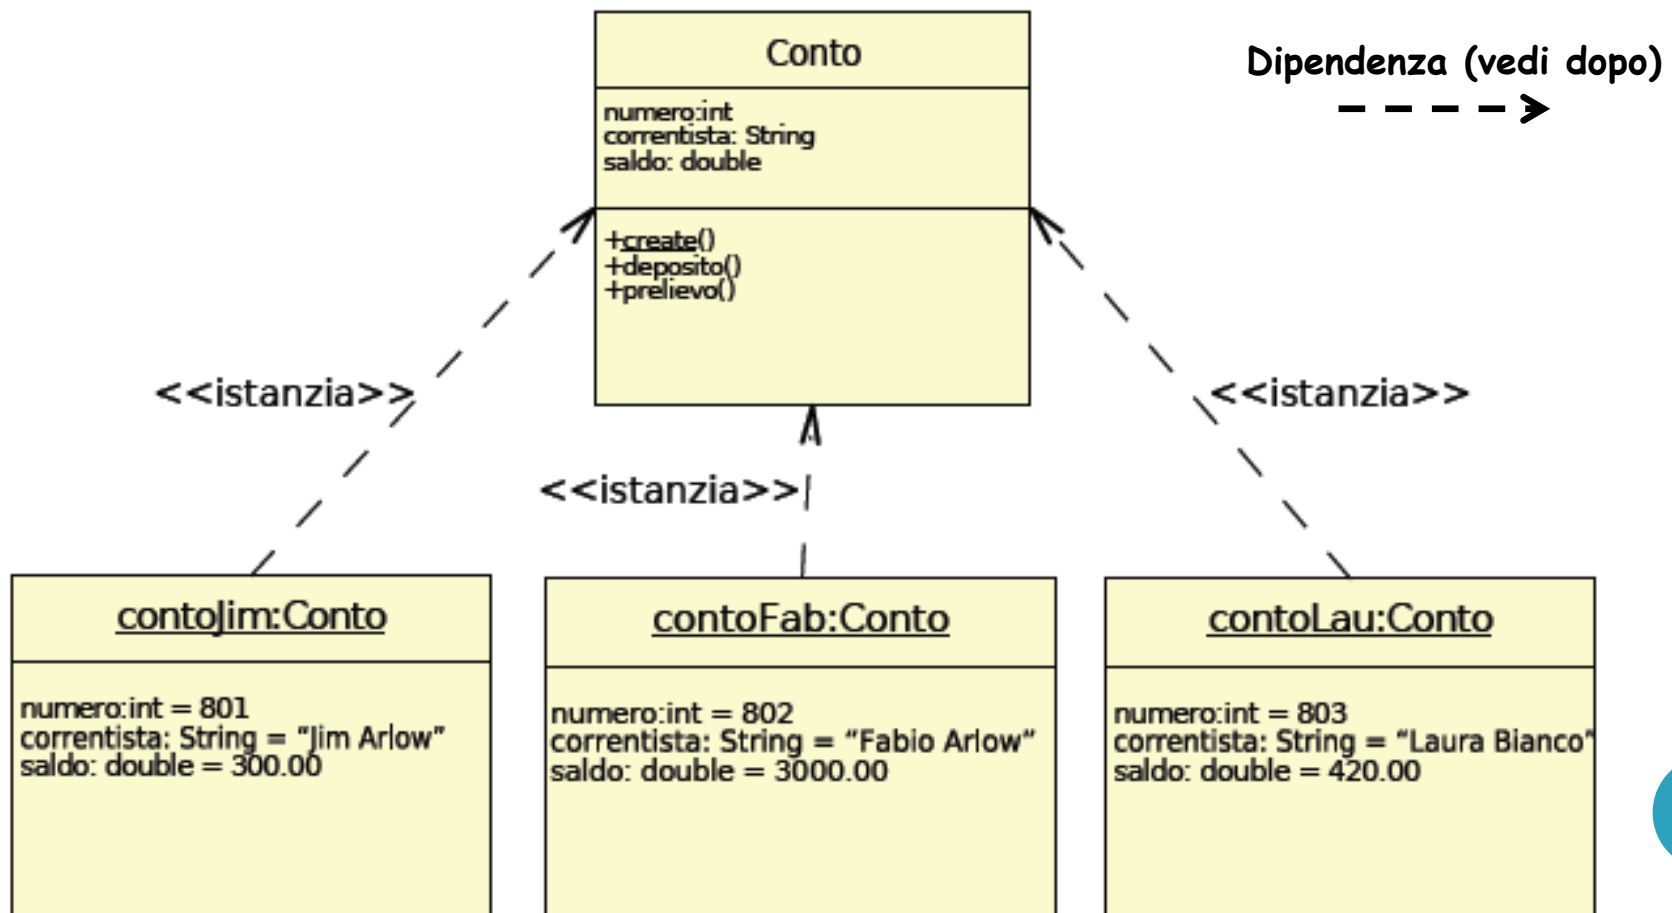 Conto
Dipendenza (vedi dopo)
numero:int
correntista: String
saldo: double
+create()
+deposito()
+prelievo()
<<istanzia>>
<<istanzia>>
<<istanzia>>
contoJim:Conto
numero:int = 801
correntista: String = “Jim Arlow”
saldo: double = 300.00
contoFab:Conto
numero:int = 802
correntista: String = “Fabio Arlow”
saldo: double = 3000.00
contoLau:Conto
numero:int = 803
correntista: String = “Laura Bianco”
saldo: double = 420.00